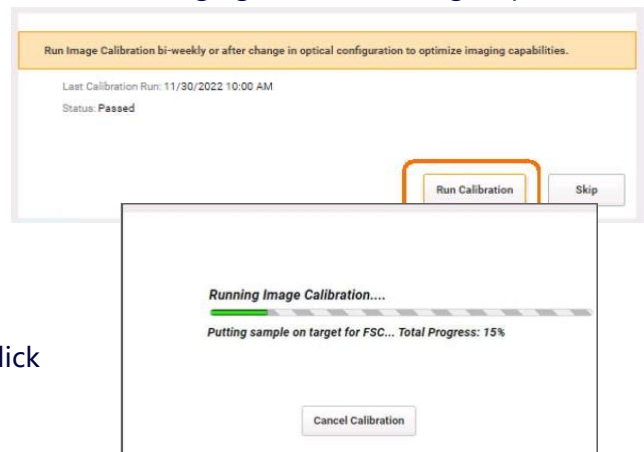 Run Image Calibration bi-weekly or after change in optical configuration to optimize imaging capabilities.
Last Calibration Run: 11/30/2022 10:00 AM
Status: Passed
Run Calibration
Skip
Running Image Calibration....
Putting sample on target for FSC... Total Progress: 15%
lick
Cancel Calibration